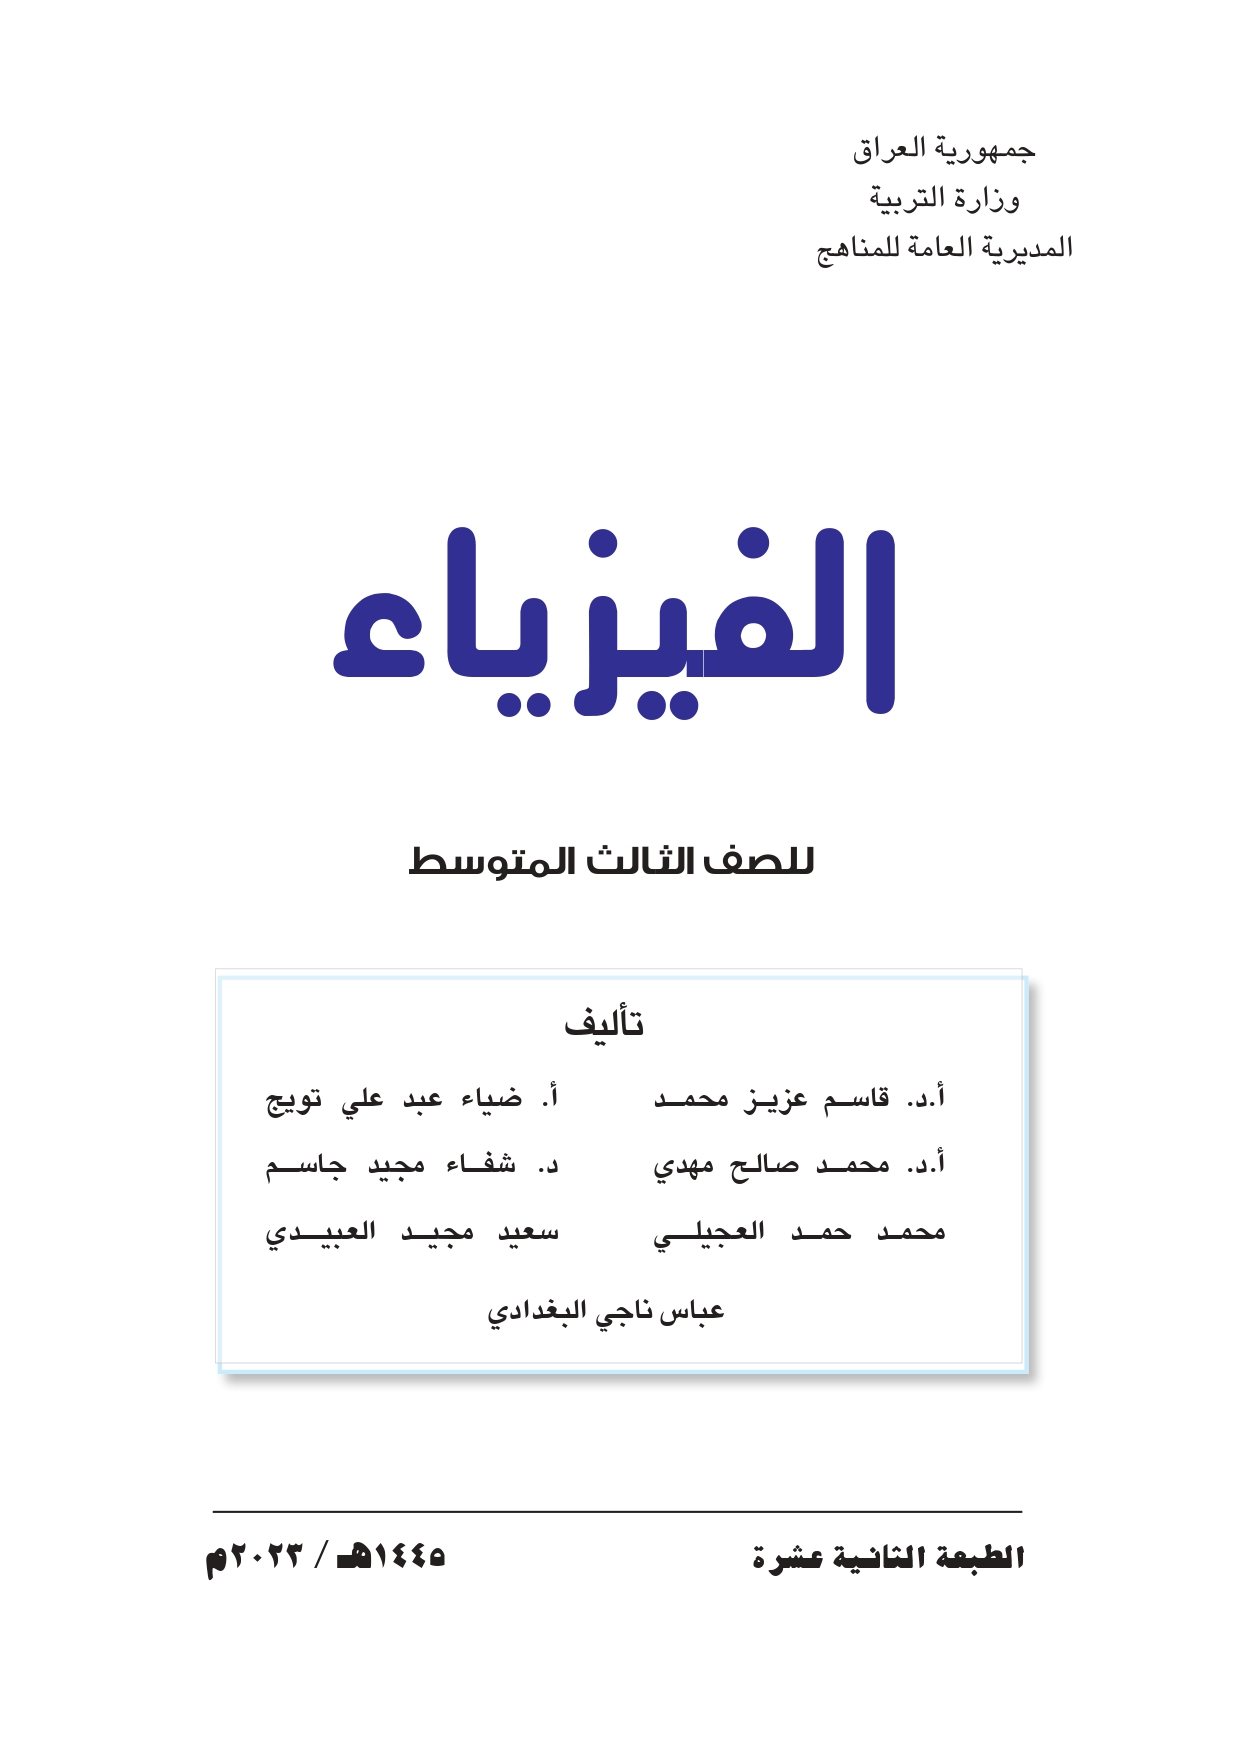 جمهورية العراق
وزارة التربية
المديرية العامة للمناهج
الفيزياء
للصف الثالث المتوسط
تأليف
أ.د. قاسم عزيز محمد أ. ضياء عبد علي تويج
أ.د. محمد صالح مهدي د. شفاء مجيد جاسم
محمد حمد العجيلي سعيد مجيد العبيدي
عباس ناجي البغدادي
الطبعة الثانية عشرة ١٤٤٥هـ / ٢٠٢٣م